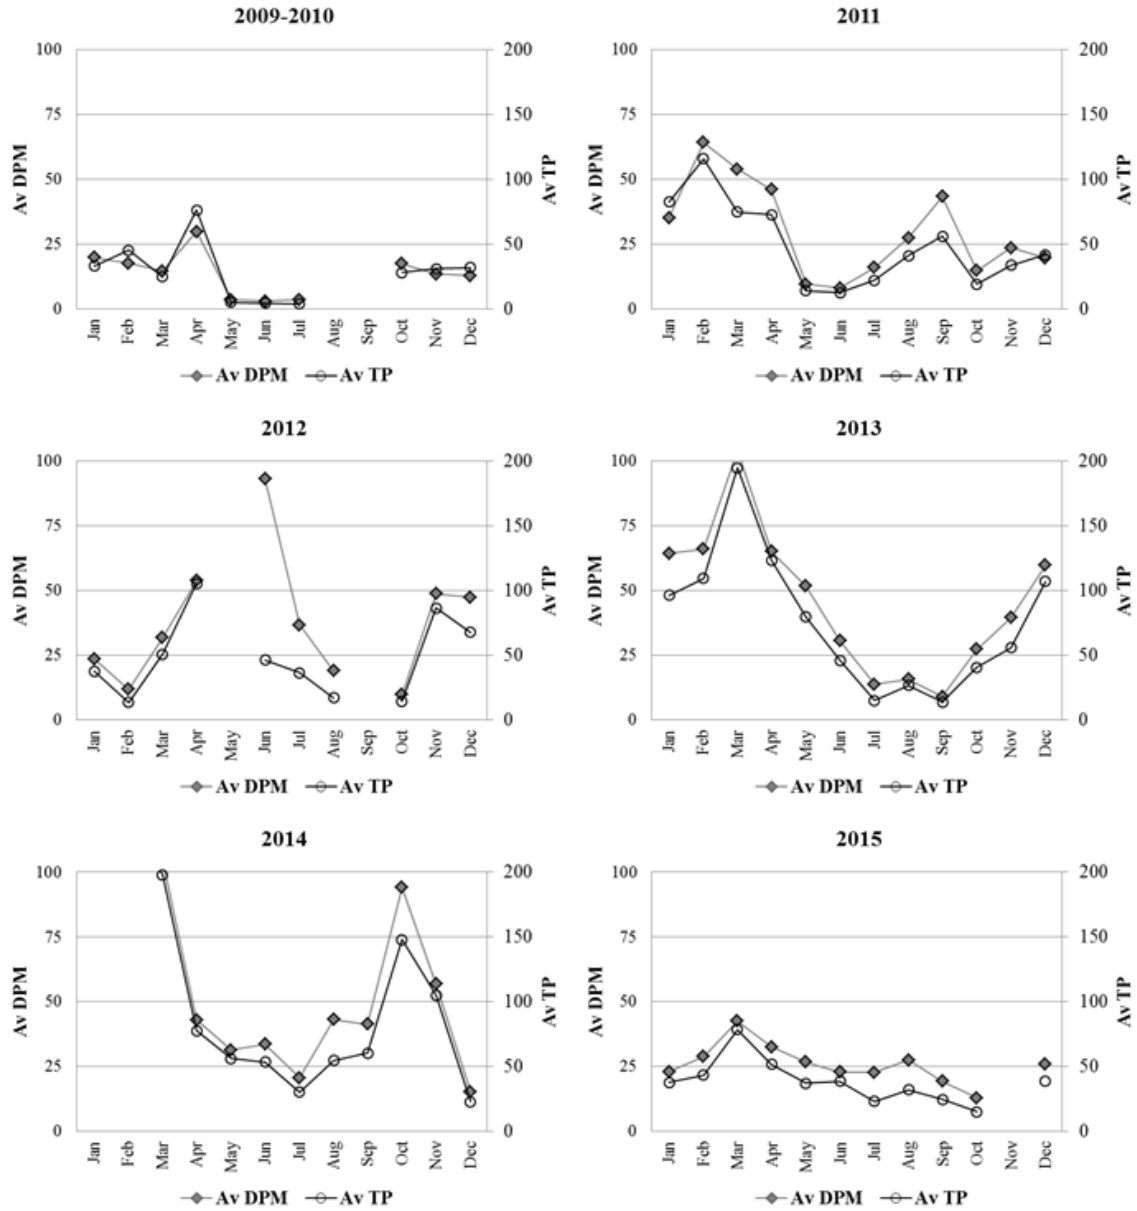 2009-2010
100 200
75 150
50 100
25 50
0 0
Av DPM
Av TP
Jan Feb Mar Apr May Jun Jul Aug Sep Oct Nov Dec
Av DPM Av TP
2011
100 200
75 150
50 100
25 50
0 0
Av DPM
Av TP
Jan Feb Mar Apr May Jun Jul Aug Sep Oct Nov Dec
Av DPM Av TP
2012
100 200
75 150
50 100
25 50
0 0
Av DPM
Av TP
Jan Feb Mar Apr May Jun Jul Aug Sep Oct Nov Dec
Av DPM Av TP
2013
100 200
75 150
50 100
25 50
0 0
Av DPM
Av TP
Jan Feb Mar Apr May Jun Jul Aug Sep Oct Nov Dec
Av DPM Av TP
2014
100 200
75 150
50 100
25 50
0 0
Av DPM
Av TP
Jan Feb Mar Apr May Jun Jul Aug Sep Oct Nov Dec
Av DPM Av TP
2015
100 200
75 150
50 100
25 50
0 0
Av DPM
Av TP
Jan Feb Mar Apr May Jun Jul Aug Sep Oct Nov Dec
Av DPM Av TP